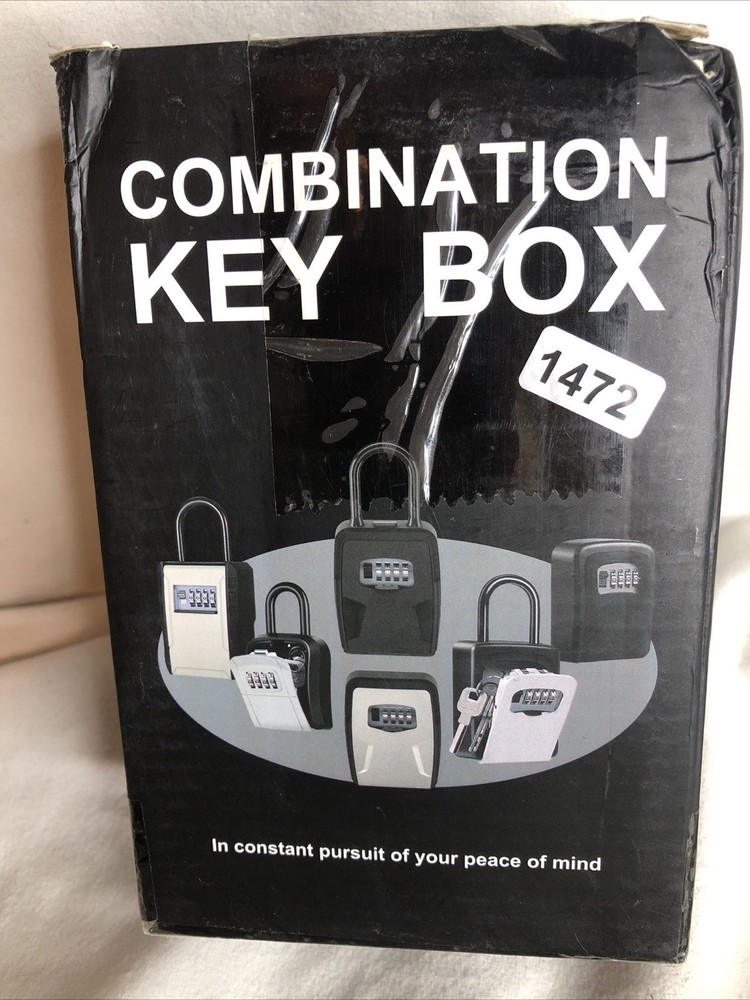 COMBINATION
KEY BOX
1472
In constant pursuit of your peace of mind